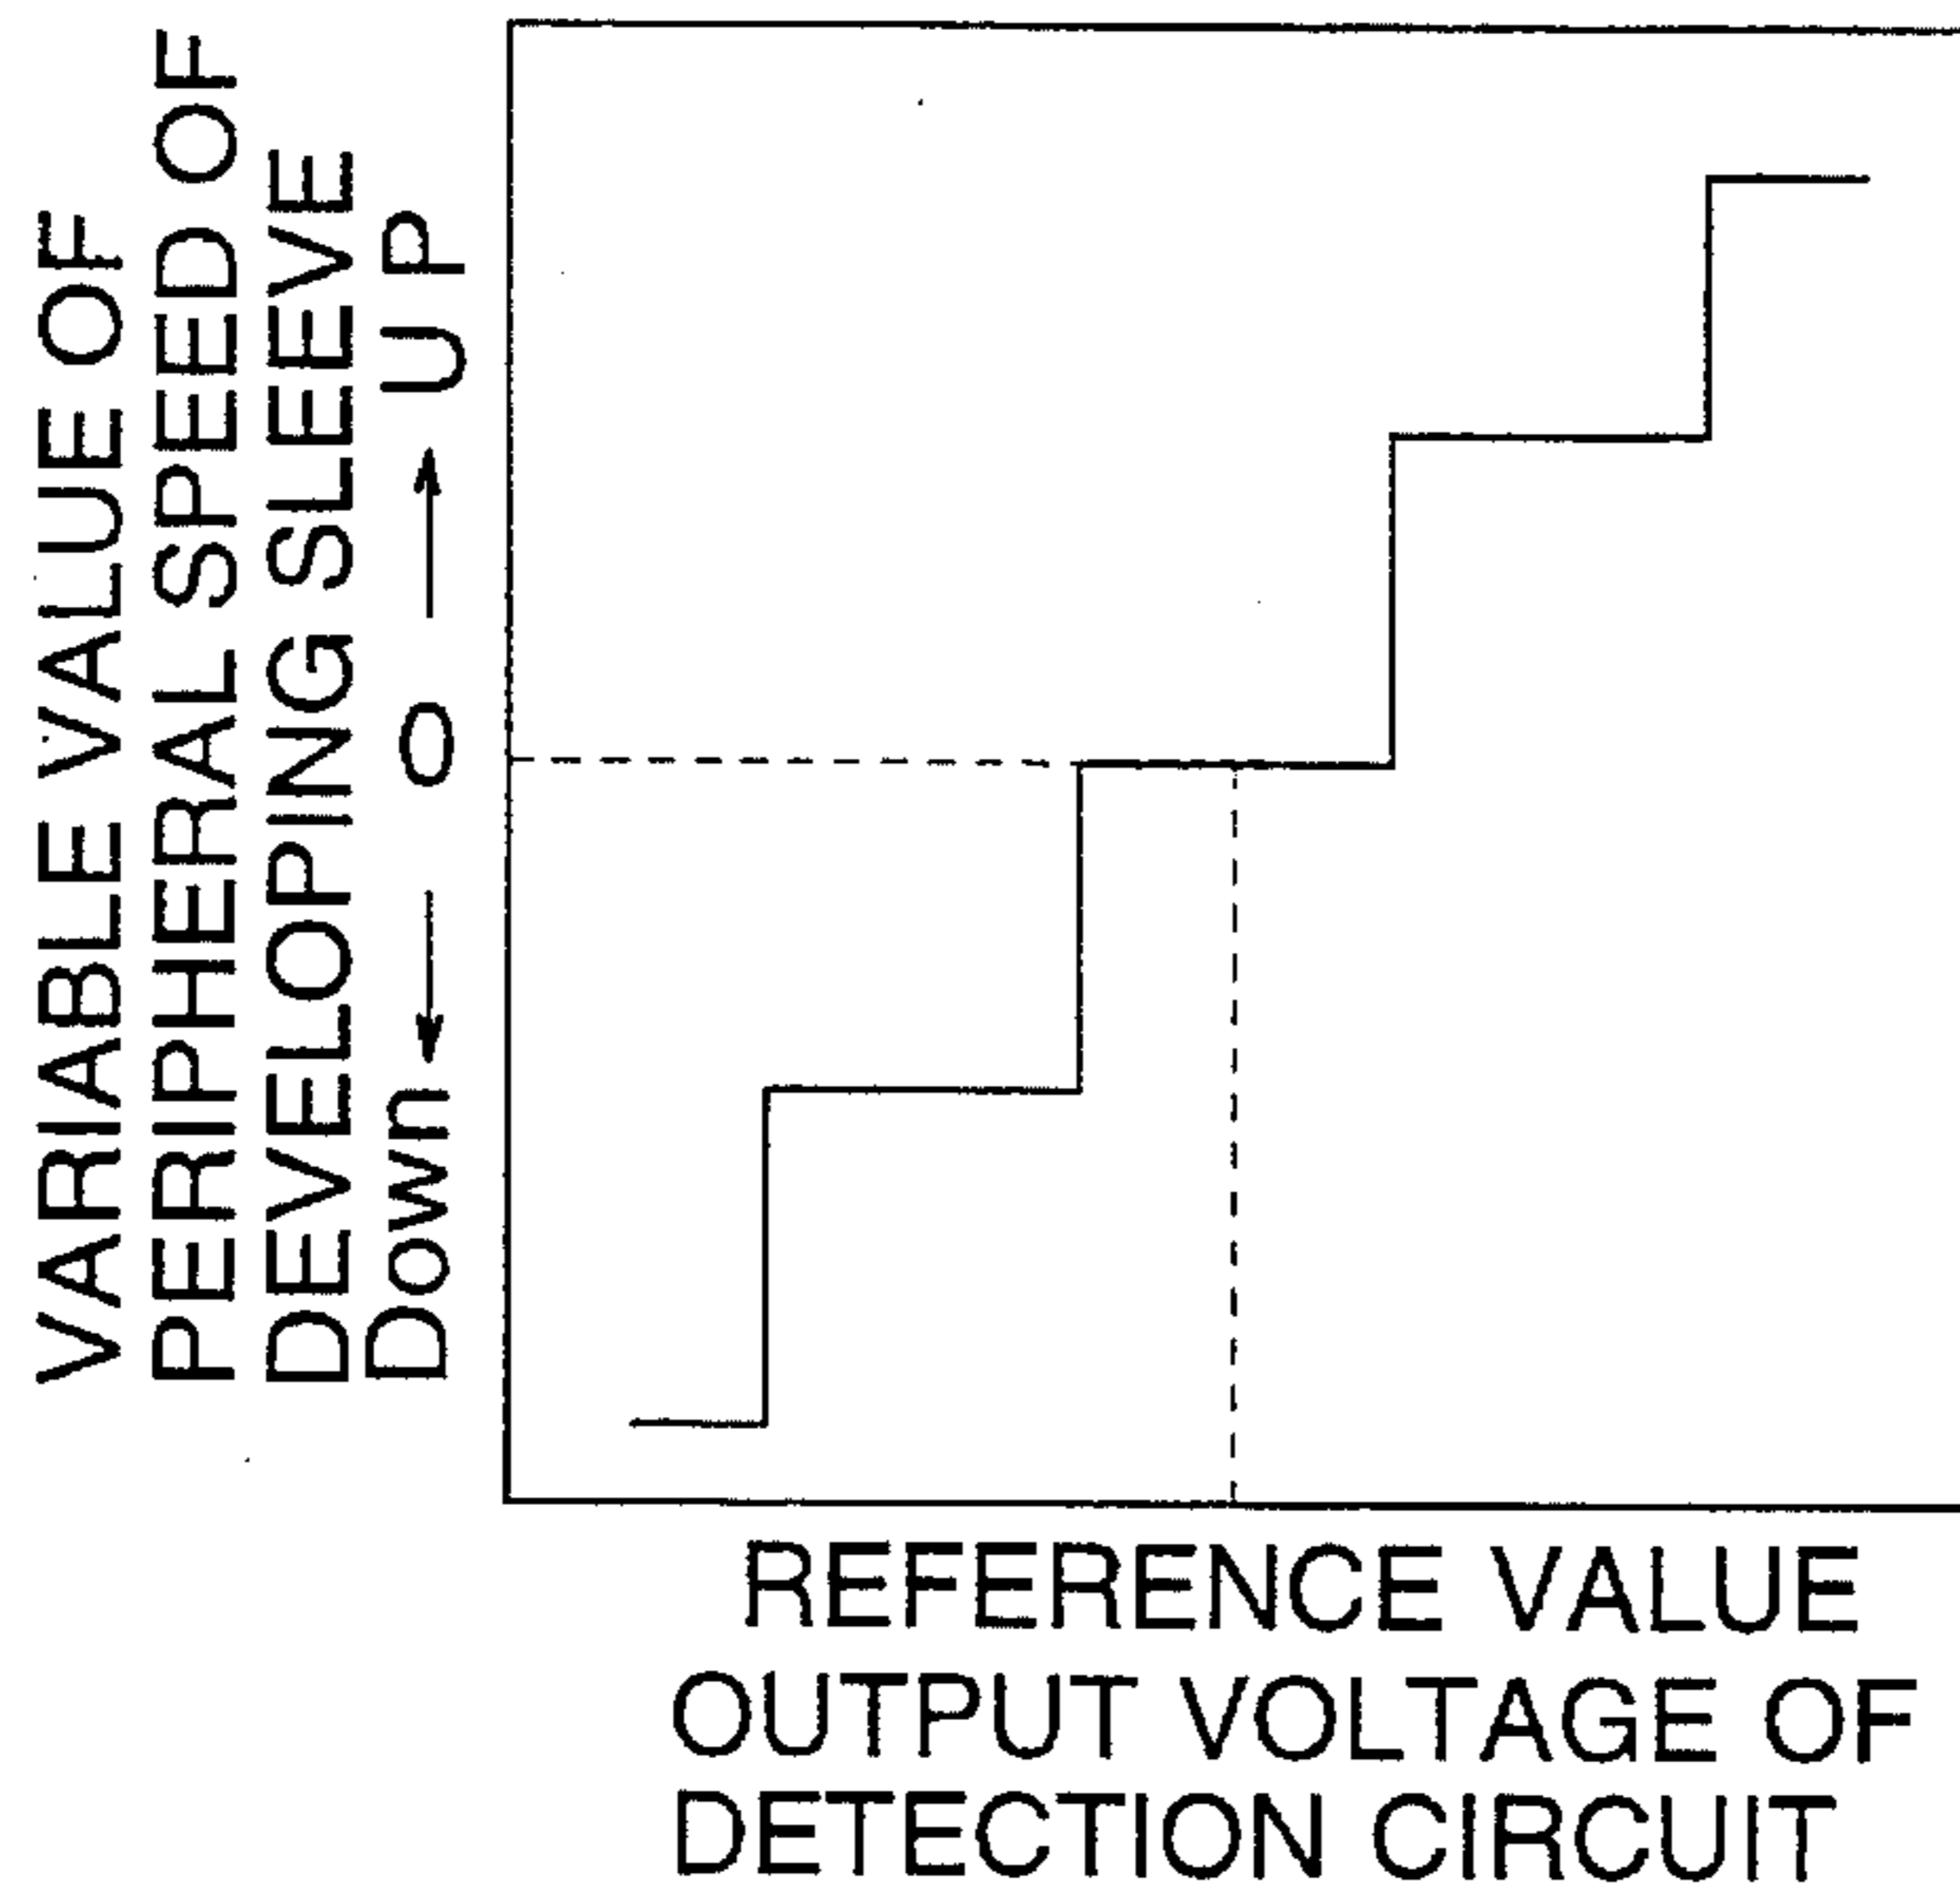 VARIABLE VALUE OF
PERIPHERAL SPEED OF
DEVELOPING SLEEVE
Down ← 0 → UP
REFERENCE VALUE
OUTPUT VOLTAGE OF
DETECTION CIRCUIT